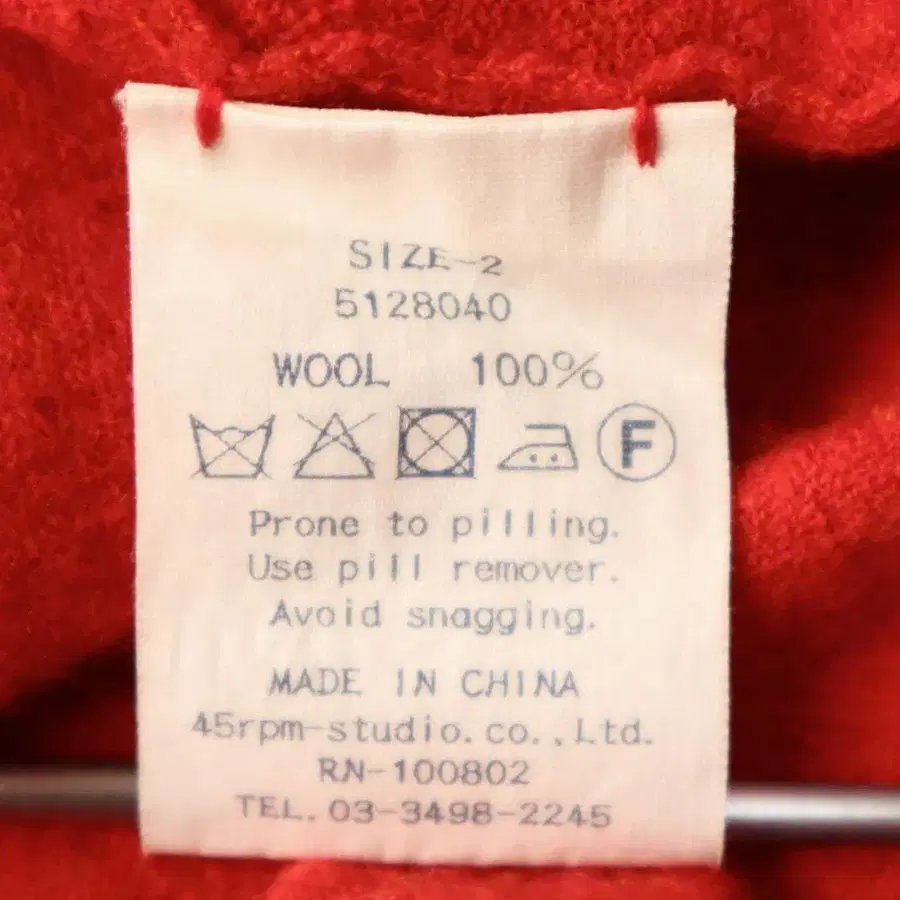 SIZE-2
5128040
WOOL 100%
F
Prone to pilling.
Use pill remover.
Avoid snagging.
MADE IN CHINA
45rpm-studio.co.,Ltd.
RN-100802
TEL.03-3498-2245